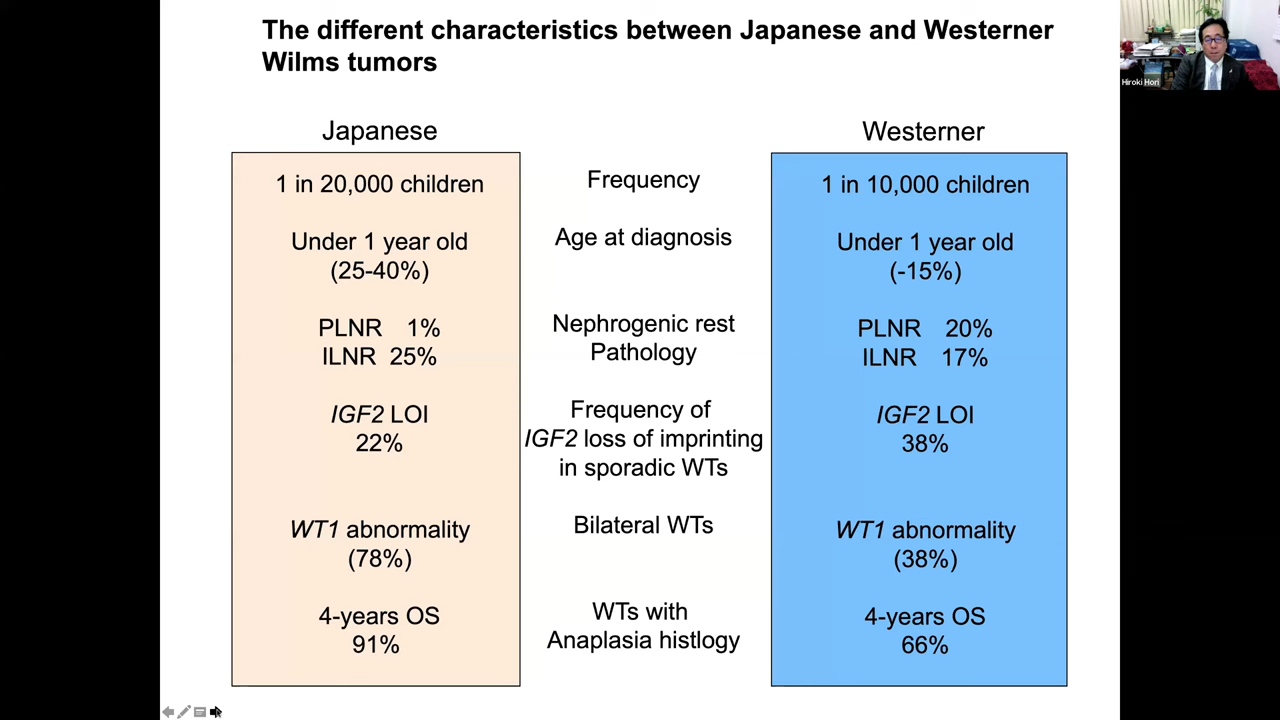 The different characteristics between Japanese and Westerner
Wilms tumors
Hiroki Hori
Japanese
Westerner
1 in 20,000 children
Frequency
1 in 10,000 children
Under 1 year old
(25-40%)
Age at diagnosis
Under 1 year old
(-15%)
PLNR 1%
ILNR 25%
Nephrogenic rest
Pathology
PLNR 20%
ILNR 17%
IGF2 LOI
22%
Frequency of
IGF2 loss of imprinting
in sporadic WTs
IGF2 LOI
38%
WT1 abnormality
(78%)
Bilateral WTs
WT1 abnormality
(38%)
4-years OS
91%
WTs with
Anaplasia histlogy
4-years OS
66%